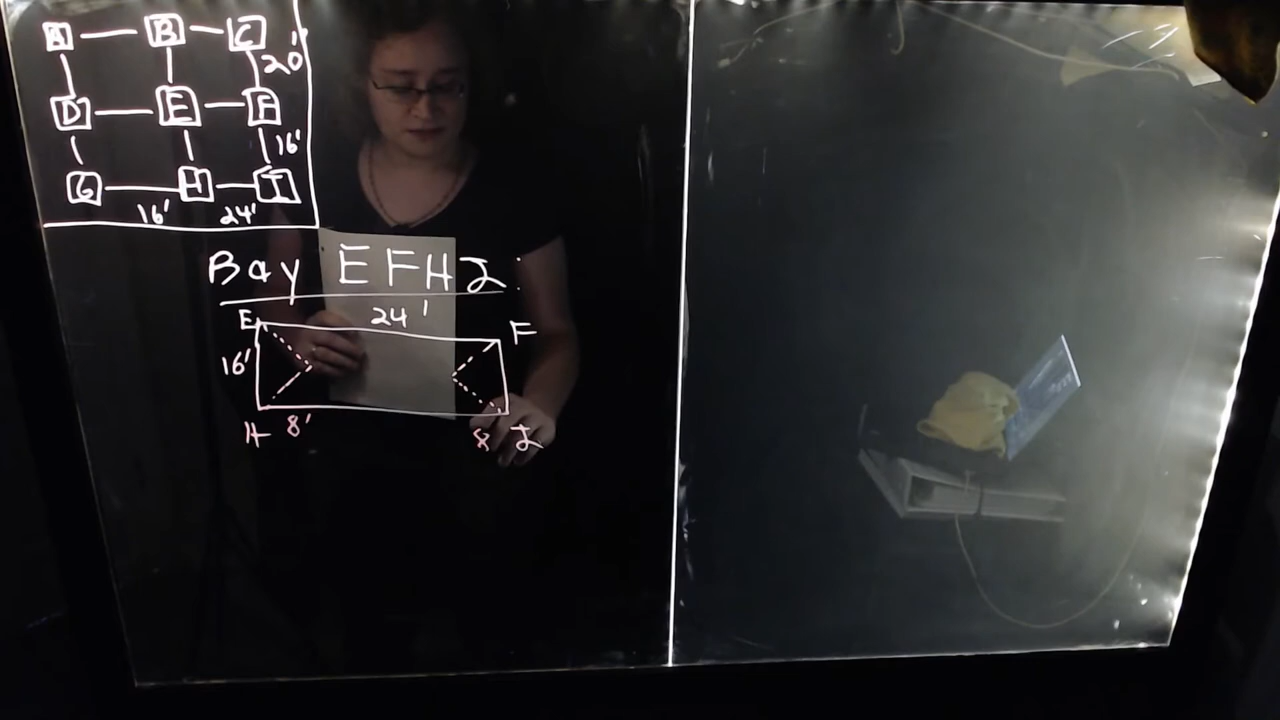 A B C
20'
D E F
16'
G H I
16' 24'
Bay EFHI:
24'
E F
16'
H 8' 8 I